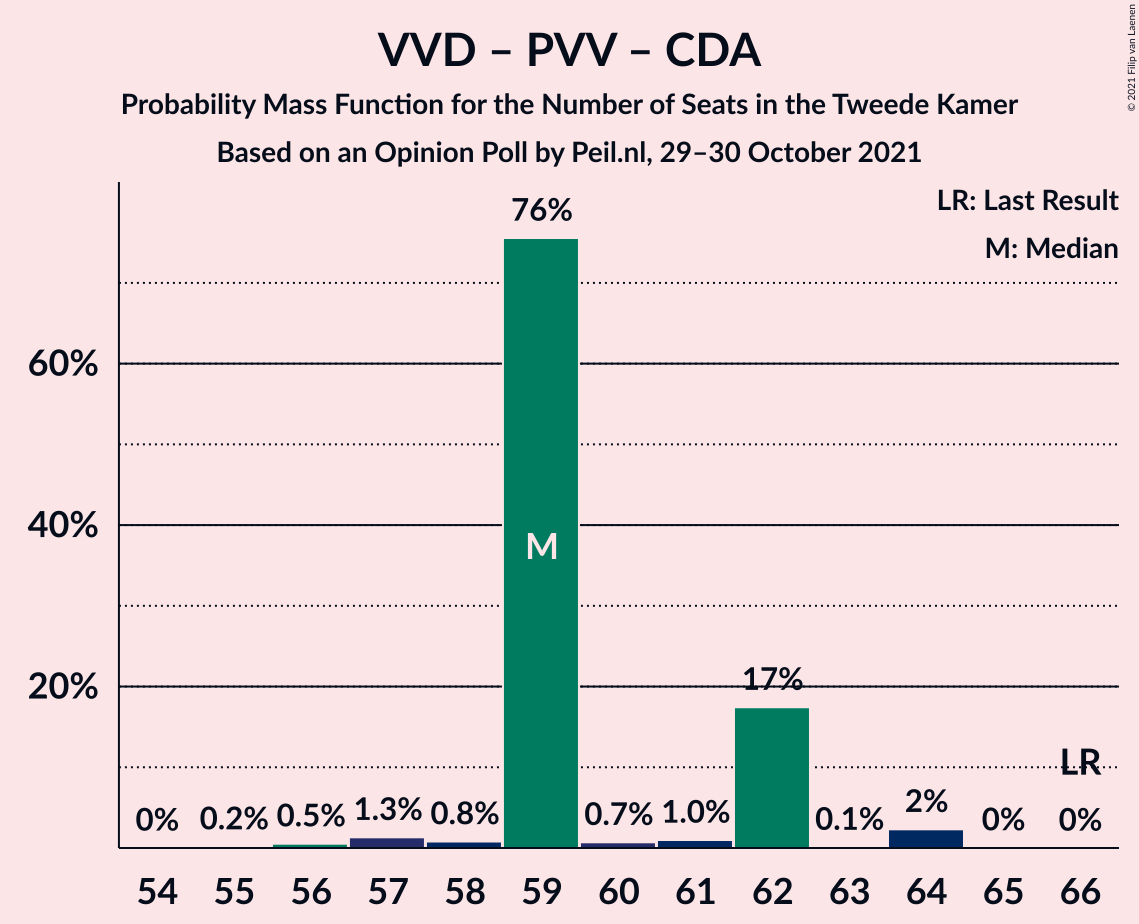 VVD – PVV – CDA
Probability Mass Function for the Number of Seats in the Tweede Kamer
Based on an Opinion Poll by Peil.nl, 29–30 October 2021
© 2021 Filip van Laenen
LR: Last Result
M: Median
60%
40%
20%
0% 0.2% 0.5% 1.3% 0.8% 76% 0.7% 1.0% 17% 0.1% 2% 0% 0%
M
LR
54 55 56 57 58 59 60 61 62 63 64 65 66